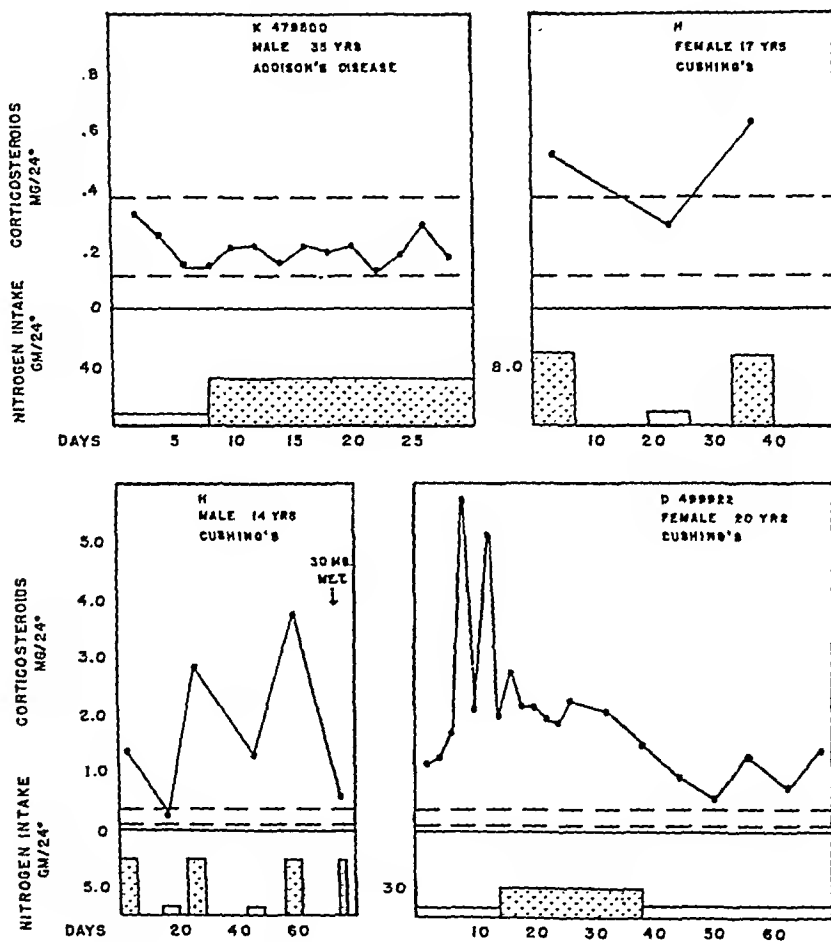 K 479800
MALE 35 YRS
ADDISON'S DISEASE
CORTICOSTEROIDS
MG/24°
.8
.6
.4
.2
0
NITROGEN INTAKE
GM/24°
40
DAYS 5 10 15 20 25
H
FEMALE 17 YRS
CUSHING'S
8.0
10 20 30 40
H
MALE 14 YRS
CUSHING'S
30 MG
CORTICOSTEROIDS
MG/24°
5.0
4.0
3.0
2.0
1.0
0
NITROGEN INTAKE
GM/24°
5.0
DAYS 20 40 60
D 499922
FEMALE 20 YRS
CUSHING'S
30
10 20 30 40 50 60